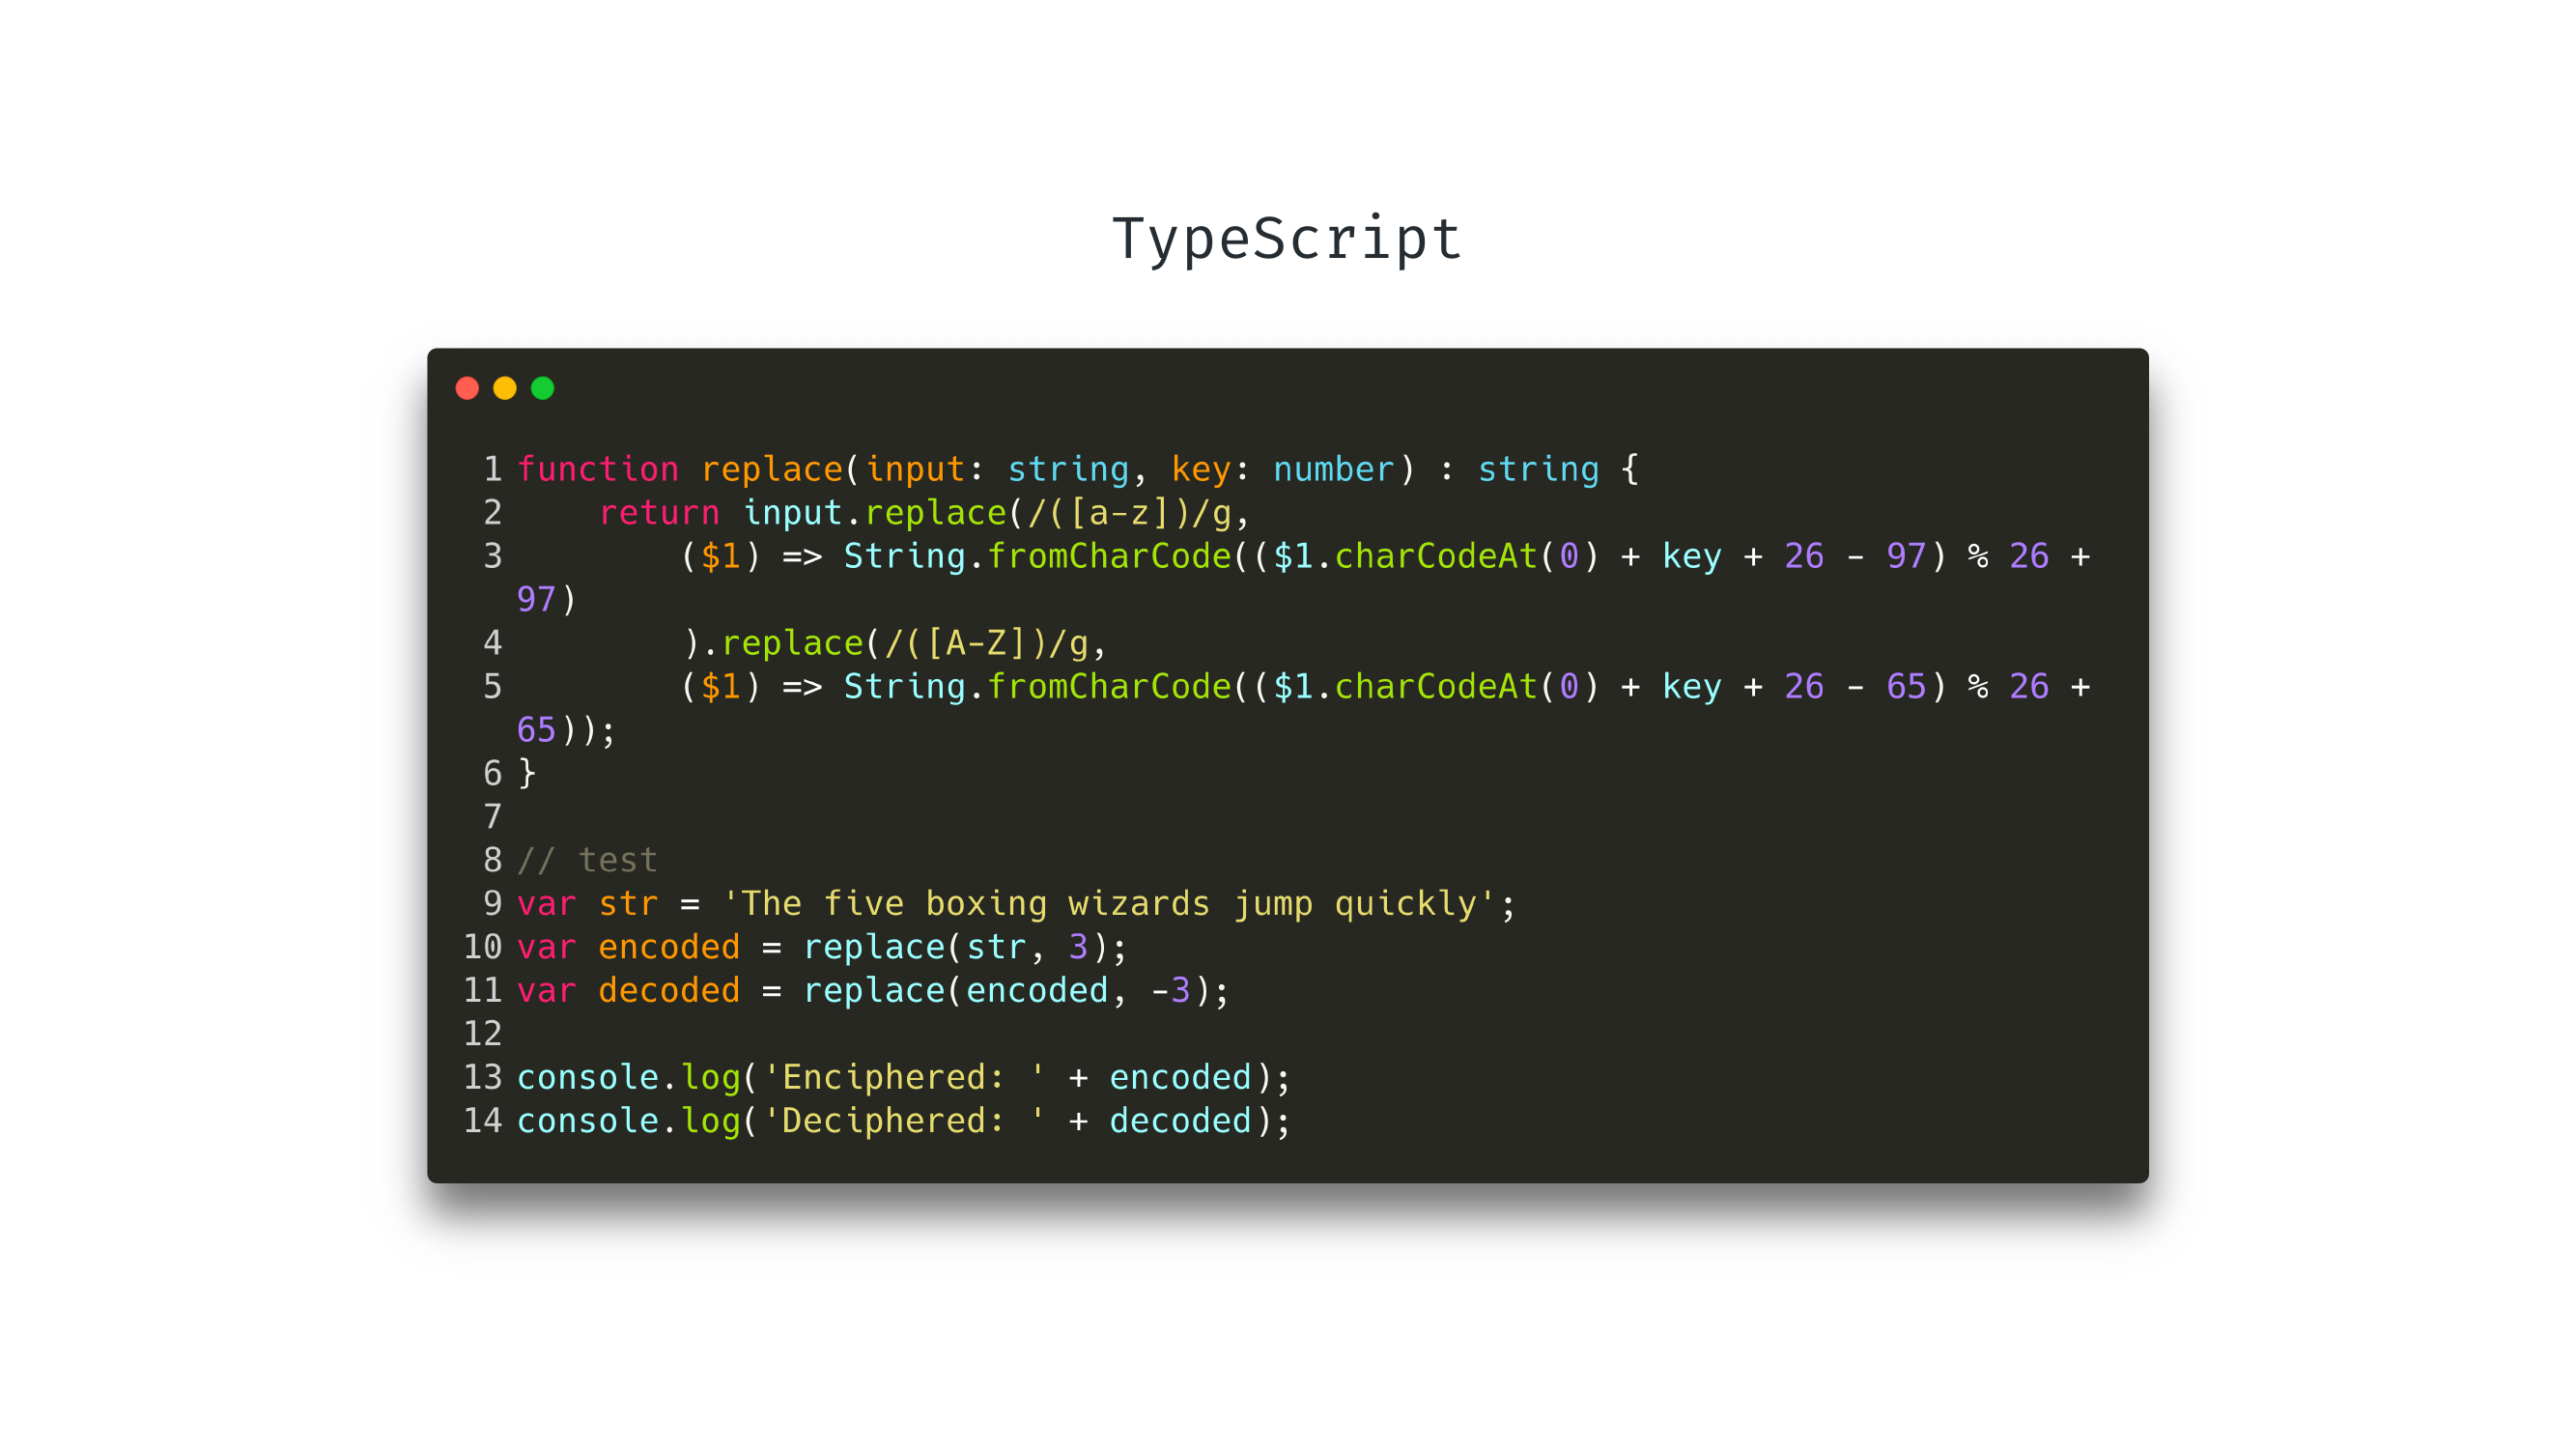 TypeScript
1 function replace(input: string, key: number) : string {
2     return input.replace(/([a-z])/g,
3         ($1) => String.fromCharCode(($1.charCodeAt(0) + key + 26 - 97) % 26 +
97)
4         ).replace(/([A-Z])/g,
5         ($1) => String.fromCharCode(($1.charCodeAt(0) + key + 26 - 65) % 26 +
65));
6 }
7
8 // test
9 var str = 'The five boxing wizards jump quickly';
10 var encoded = replace(str, 3);
11 var decoded = replace(encoded, -3);
12
13 console.log('Enciphered: ' + encoded);
14 console.log('Deciphered: ' + decoded);